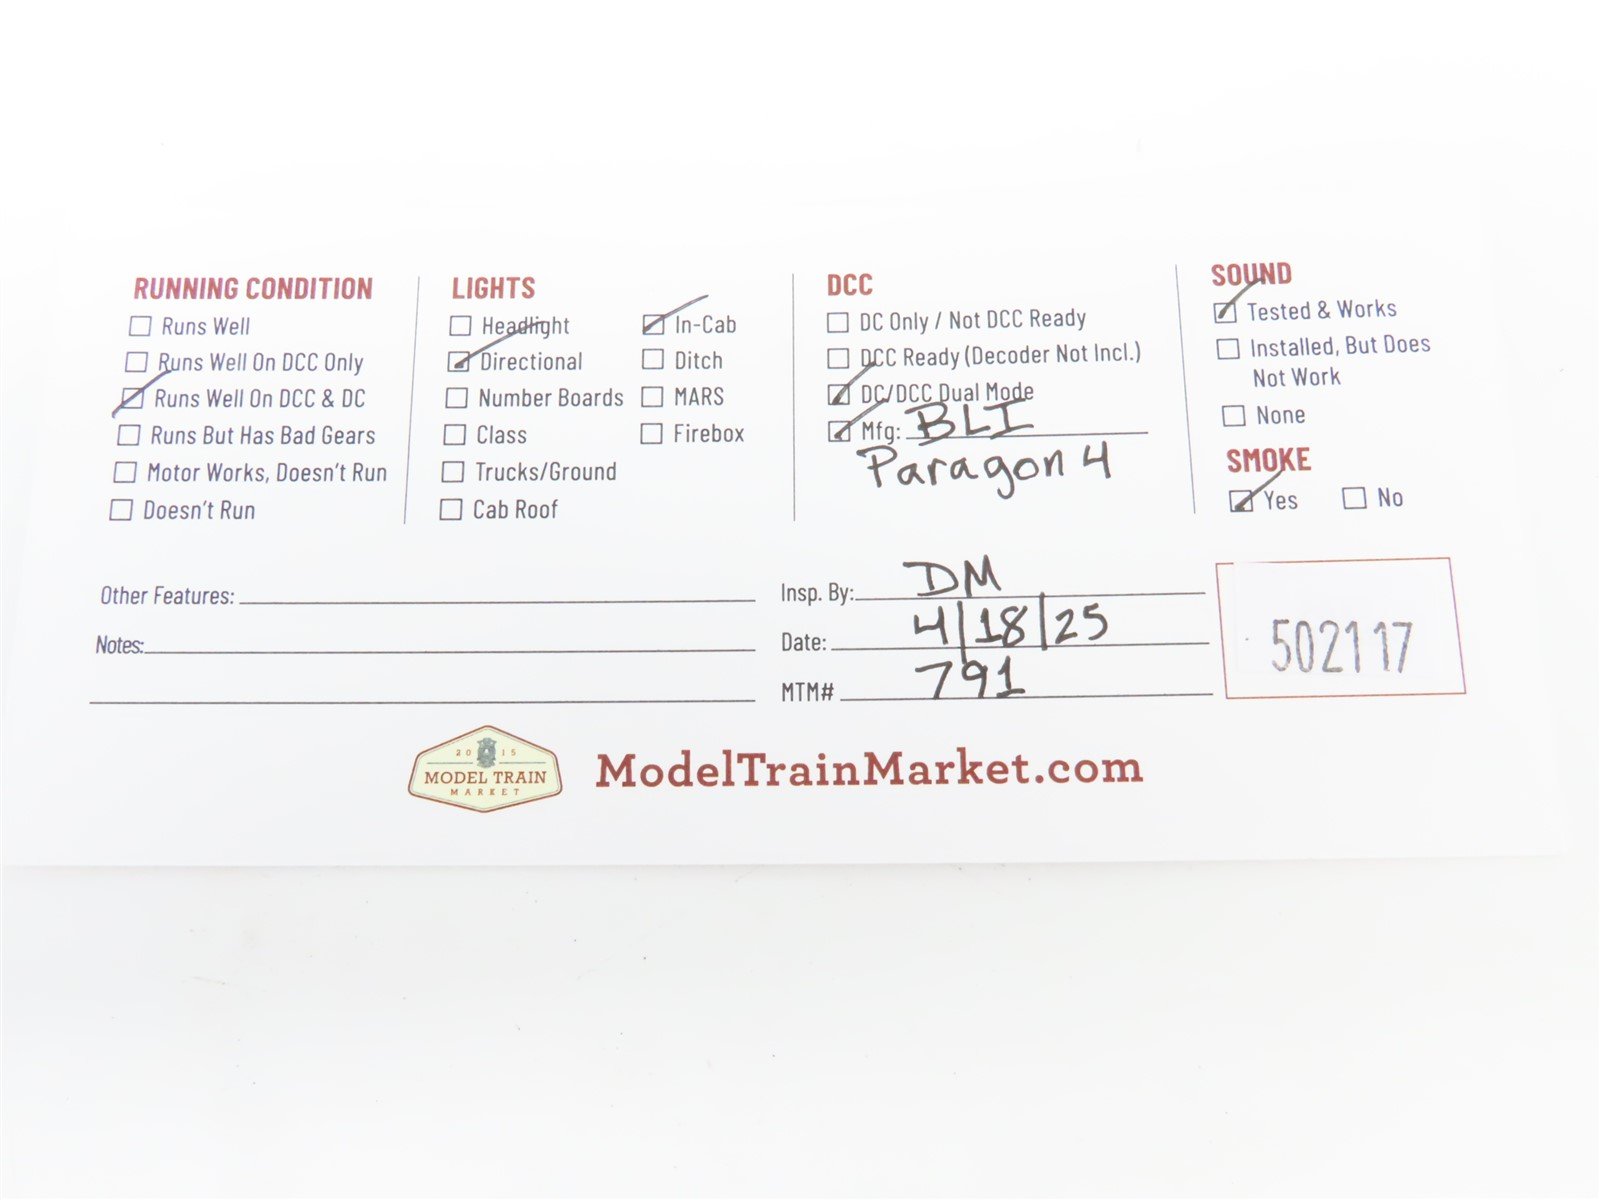 RUNNING CONDITION
☐ Runs Well
☐ Runs Well On DCC Only
☑ Runs Well On DCC & DC
☐ Runs But Has Bad Gears
☐ Motor Works, Doesn't Run
☐ Doesn't Run
LIGHTS
☐ Headlight
☑ Directional
☐ Number Boards
☐ Class
☐ Trucks/Ground
☐ Cab Roof
☑ In-Cab
☐ Ditch
☐ MARS
☐ Firebox
DCC
☐ DC Only / Not DCC Ready
☐ DCC Ready (Decoder Not Incl.)
☑ DC/DCC Dual Mode
☑ Mfg: BLI
Paragon 4
SOUND
☑ Tested & Works
☐ Installed, But Does
Not Work
☐ None
SMOKE
☑ Yes ☐ No
Other Features:
Notes:
Insp. By: DM
Date: 4/18/25
MTM# 791
502117
2015
MODEL TRAIN
MARKET
ModelTrainMarket.com